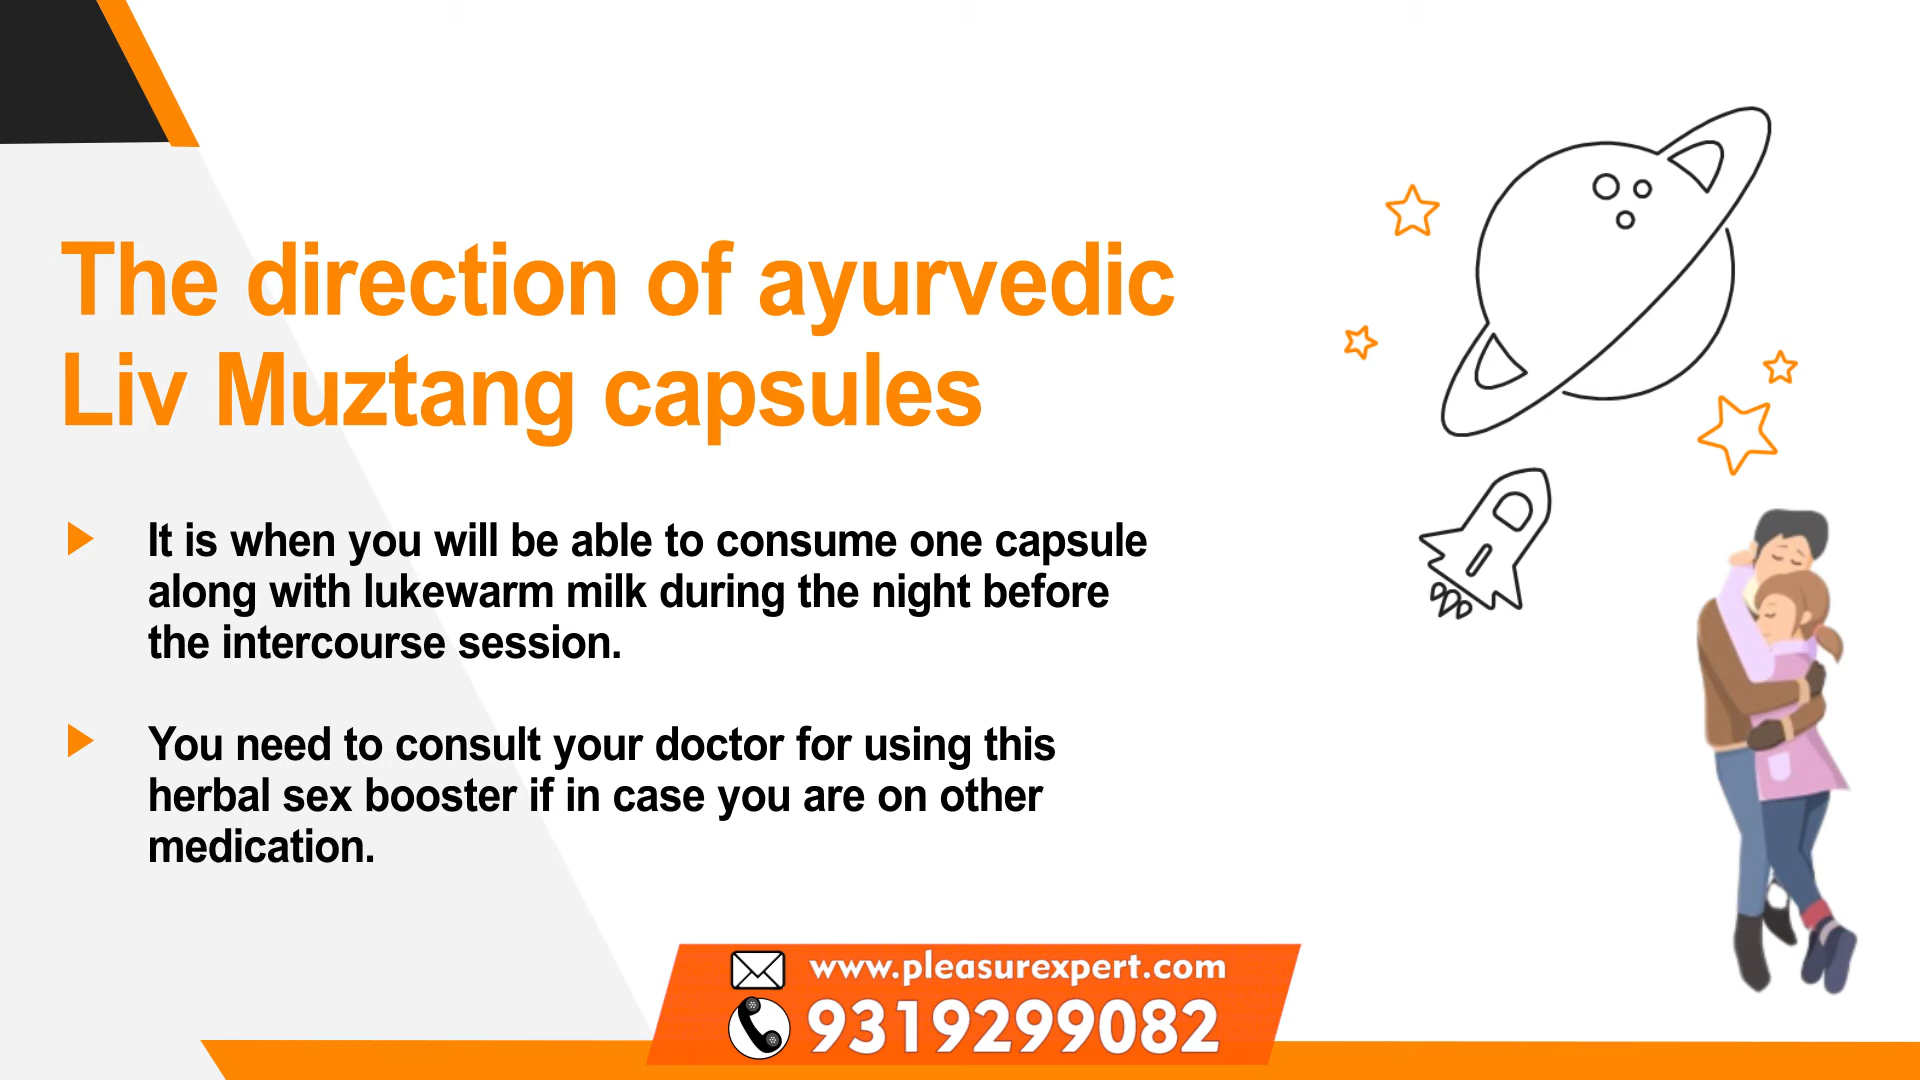 The direction of ayurvedic
Liv Muztang capsules
It is when you will be able to consume one capsule
along with lukewarm milk during the night before
the intercourse session.
You need to consult your doctor for using this
herbal sex booster if in case you are on other
medication.
www.pleasurexpert.com
9319299082